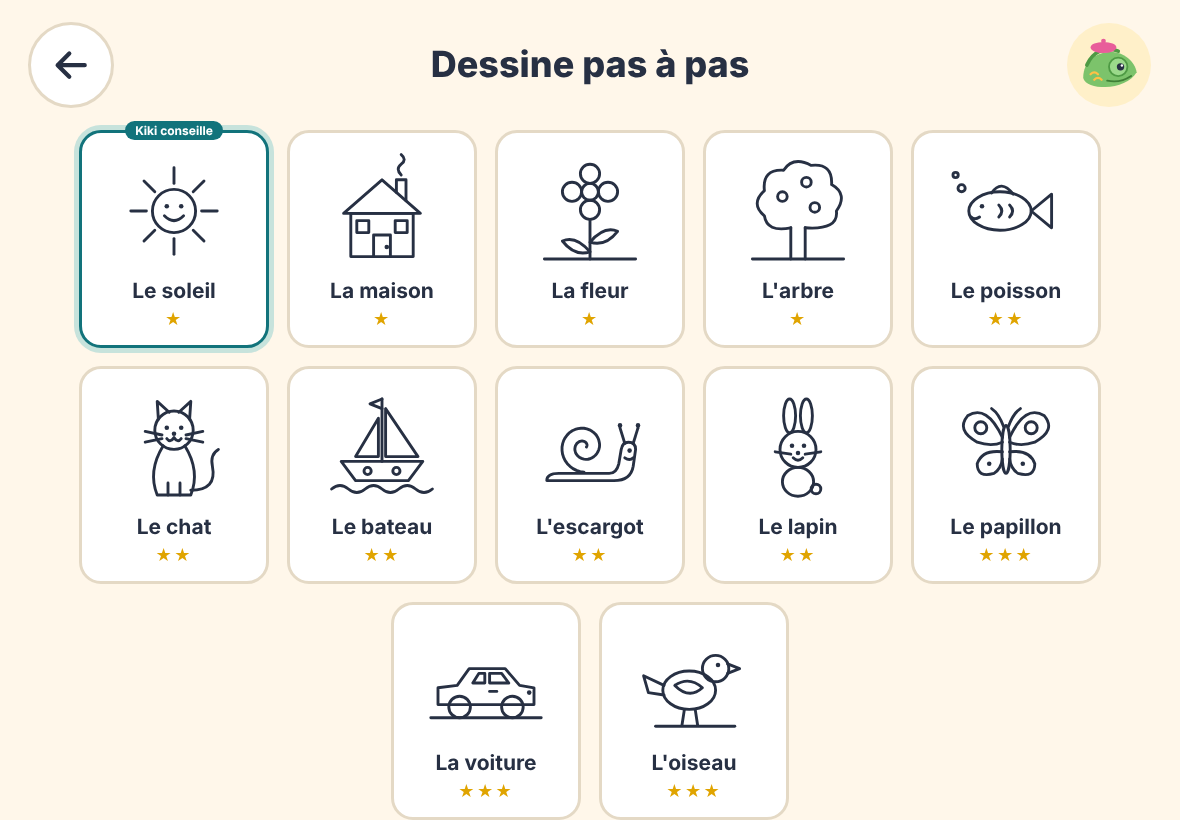 Dessine pas à pas
Kiki conseille
Le soleil
La maison
La fleur
L'arbre
Le poisson
Le chat
Le bateau
L'escargot
Le lapin
Le papillon
La voiture
L'oiseau